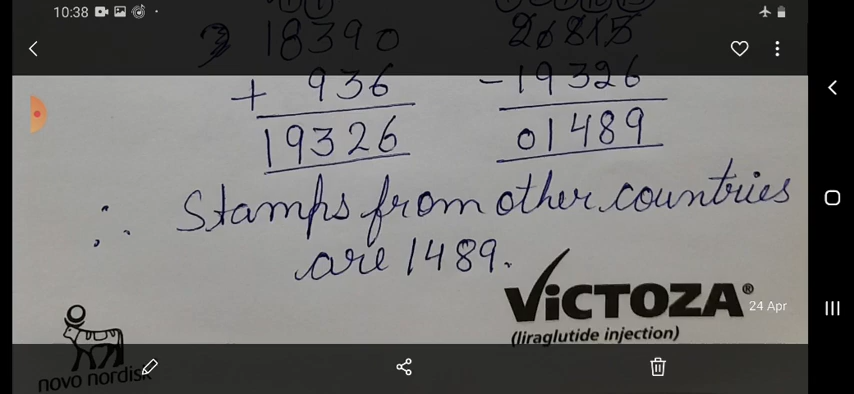 10:38
18390 20815
+ 936 - 19326
19326 01489
∴ Stamps from other countries
are 1489.
VICTOZA®
24 Apr
(liraglutide injection)
novo nordisk